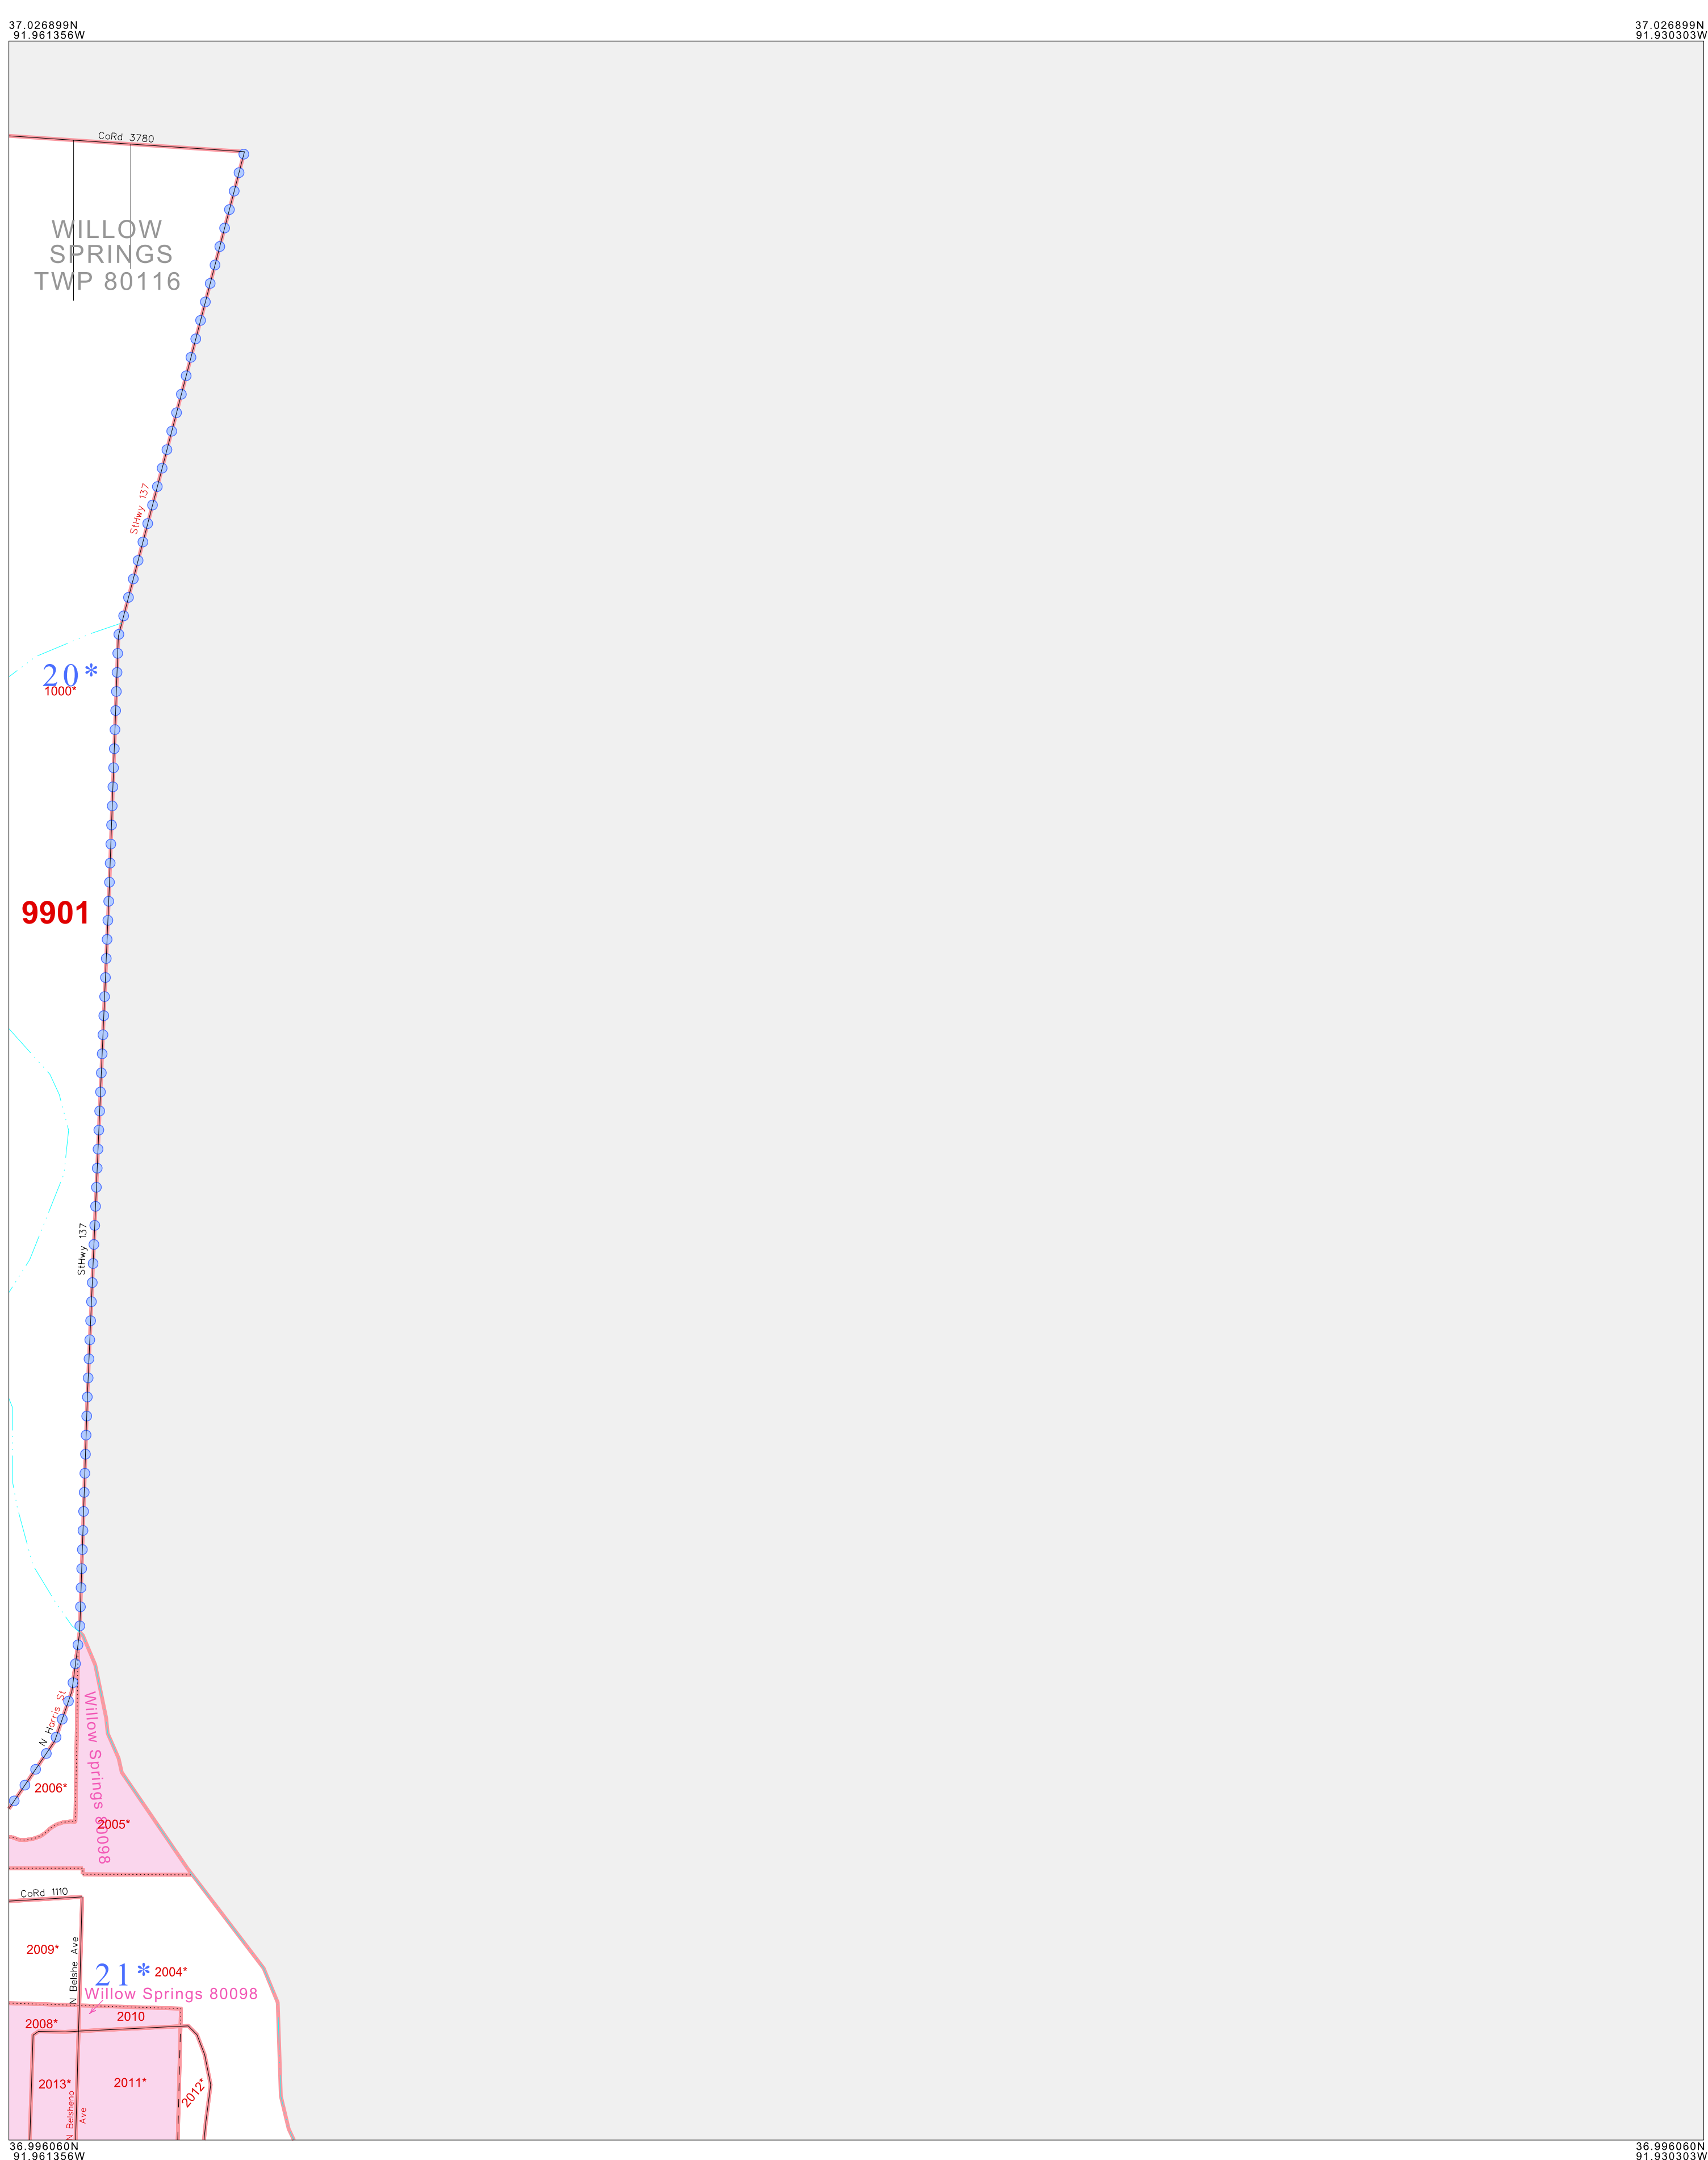 37.026899N
91.961356W
37.026899N
91.930303W
CoRd 3780
WILLOW
SPRINGS
TWP 80116
StHwy 137
20*
1000*
9901
StHwy 137
N Harris St
Willow Springs 80098
2006*
2005*
CoRd 1110
2009*
N Belshe Ave
21*
2004*
Willow Springs 80098
2008*
2010
2013*
2011*
2012*
N Belsheno
Ave
36.996060N
91.961356W
36.996060N
91.930303W